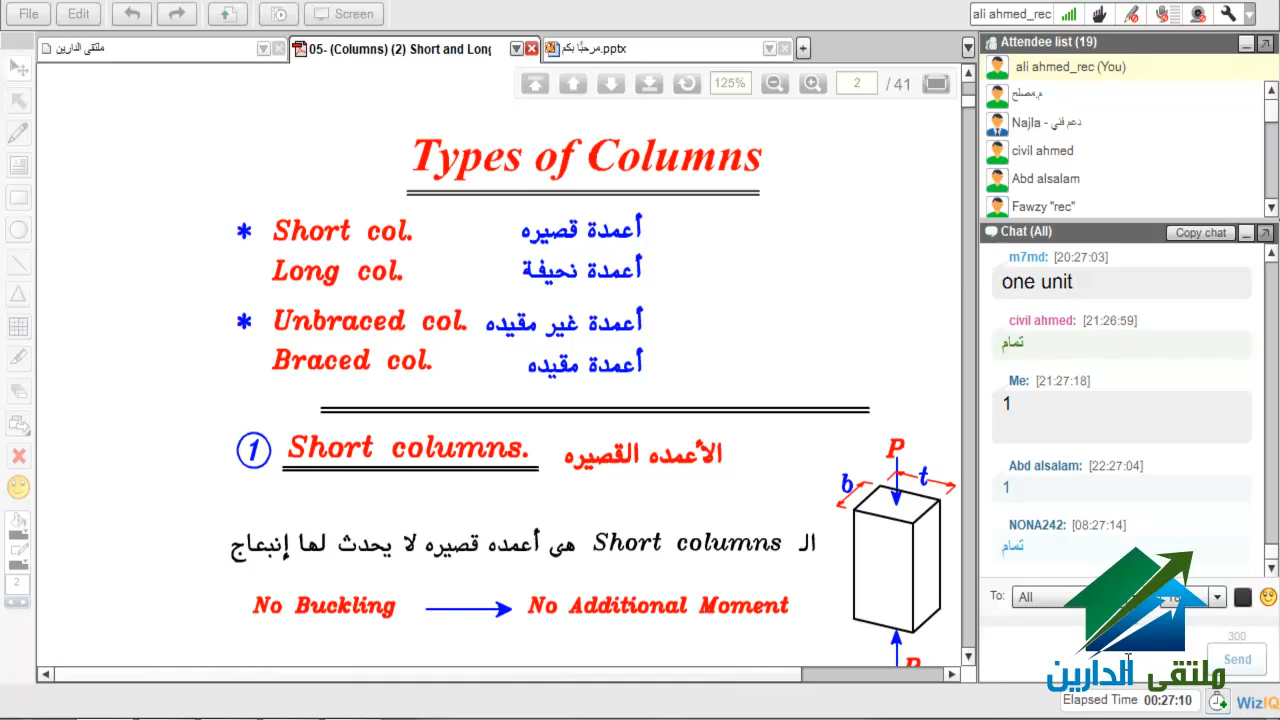 File Edit Screen
ali ahmed_rec
ملتقى الدارين
05- (Columns) (2) Short and Long
مرحبًا بكم.pptx
125% 2 / 41
Types of Columns
* Short col. أعمدة قصيره
Long col. أعمدة نحيفة
* Unbraced col. أعمدة غير مقيده
Braced col. أعمدة مقيده
1 Short columns. الأعمده القصيره
الـ Short columns هى أعمده قصيره لا يحدث لها إنبعاج
No Buckling No Additional Moment
P
b t
P
2
Attendee list (19)
ali ahmed_rec (You)
م.مصلح
Najla - دعم فني
civil ahmed
Abd alsalam
Fawzy "rec"
Chat (All) Copy chat
m7md: [20:27:03]
one unit
civil ahmed: [21:26:59]
تمام
Me: [21:27:18]
1
Abd alsalam: [22:27:04]
1
NONA242: [08:27:14]
تمام
To: All
300
Send
ملتقى الدارين
Elapsed Time 00:27:10
WizIQ